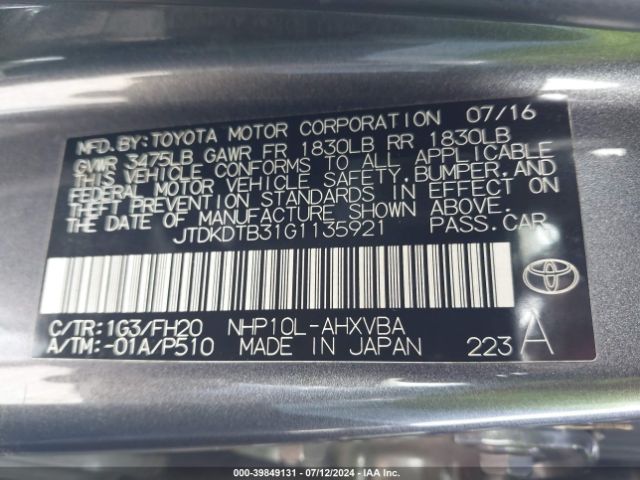 MFD.BY:TOYOTA MOTOR CORPORATION 07/16
GVWR 3475LB GAWR FR 1830LB RR 1830LB
THIS VEHICLE CONFORMS TO ALL APPLICABLE
FEDERAL MOTOR VEHICLE SAFETY,BUMPER,AND
THEFT PREVENTION STANDARDS IN EFFECT ON
THE DATE OF MANUFACTURE SHOWN ABOVE.
JTDKDTB31G1135921 PASS.CAR
C/TR:1G3/FH20 NHP10L-AHXVBA
A/TM:-01A/P510 MADE IN JAPAN 223 A
TOYOTA
000-39849131 - 07/12/2024 - IAA Inc.